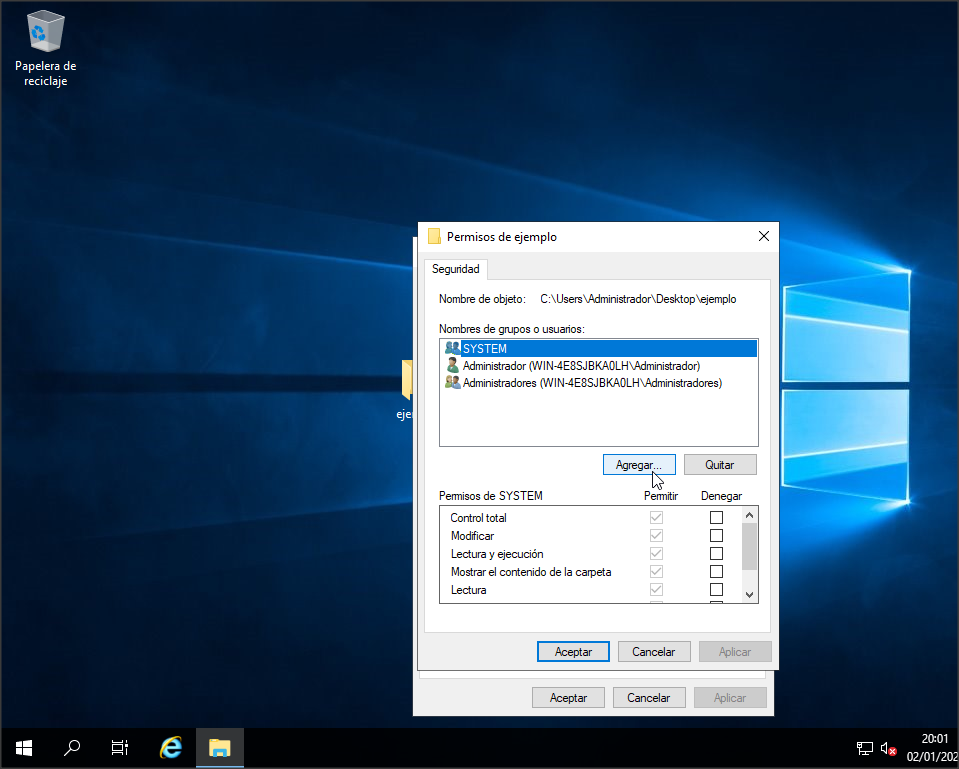 Papelera de
reciclaje
Permisos de ejemplo
Seguridad
Nombre de objeto: C:\Users\Administrador\Desktop\ejemplo
Nombres de grupos o usuarios:
SYSTEM
Administrador (WIN-4E8SJBKA0LH\Administrador)
Administradores (WIN-4E8SJBKA0LH\Administradores)
ejer
Agregar... Quitar
Permisos de SYSTEM Permitir Denegar
Control total
Modificar
Lectura y ejecución
Mostrar el contenido de la carpeta
Lectura
Aceptar Cancelar Aplicar
Aceptar Cancelar Aplicar
20:01
02/01/202